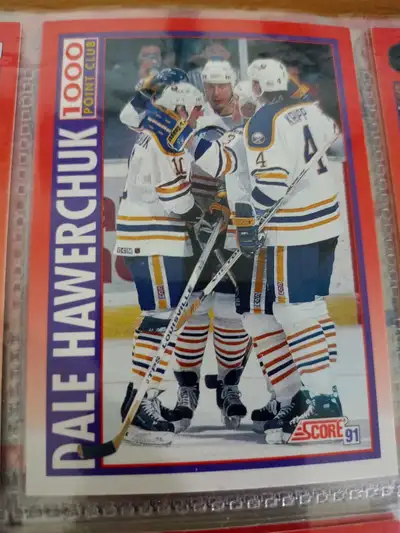 DALE HAWERCHUK
1000
POINT CLUB
KRUPP
4
10
SCORE
91